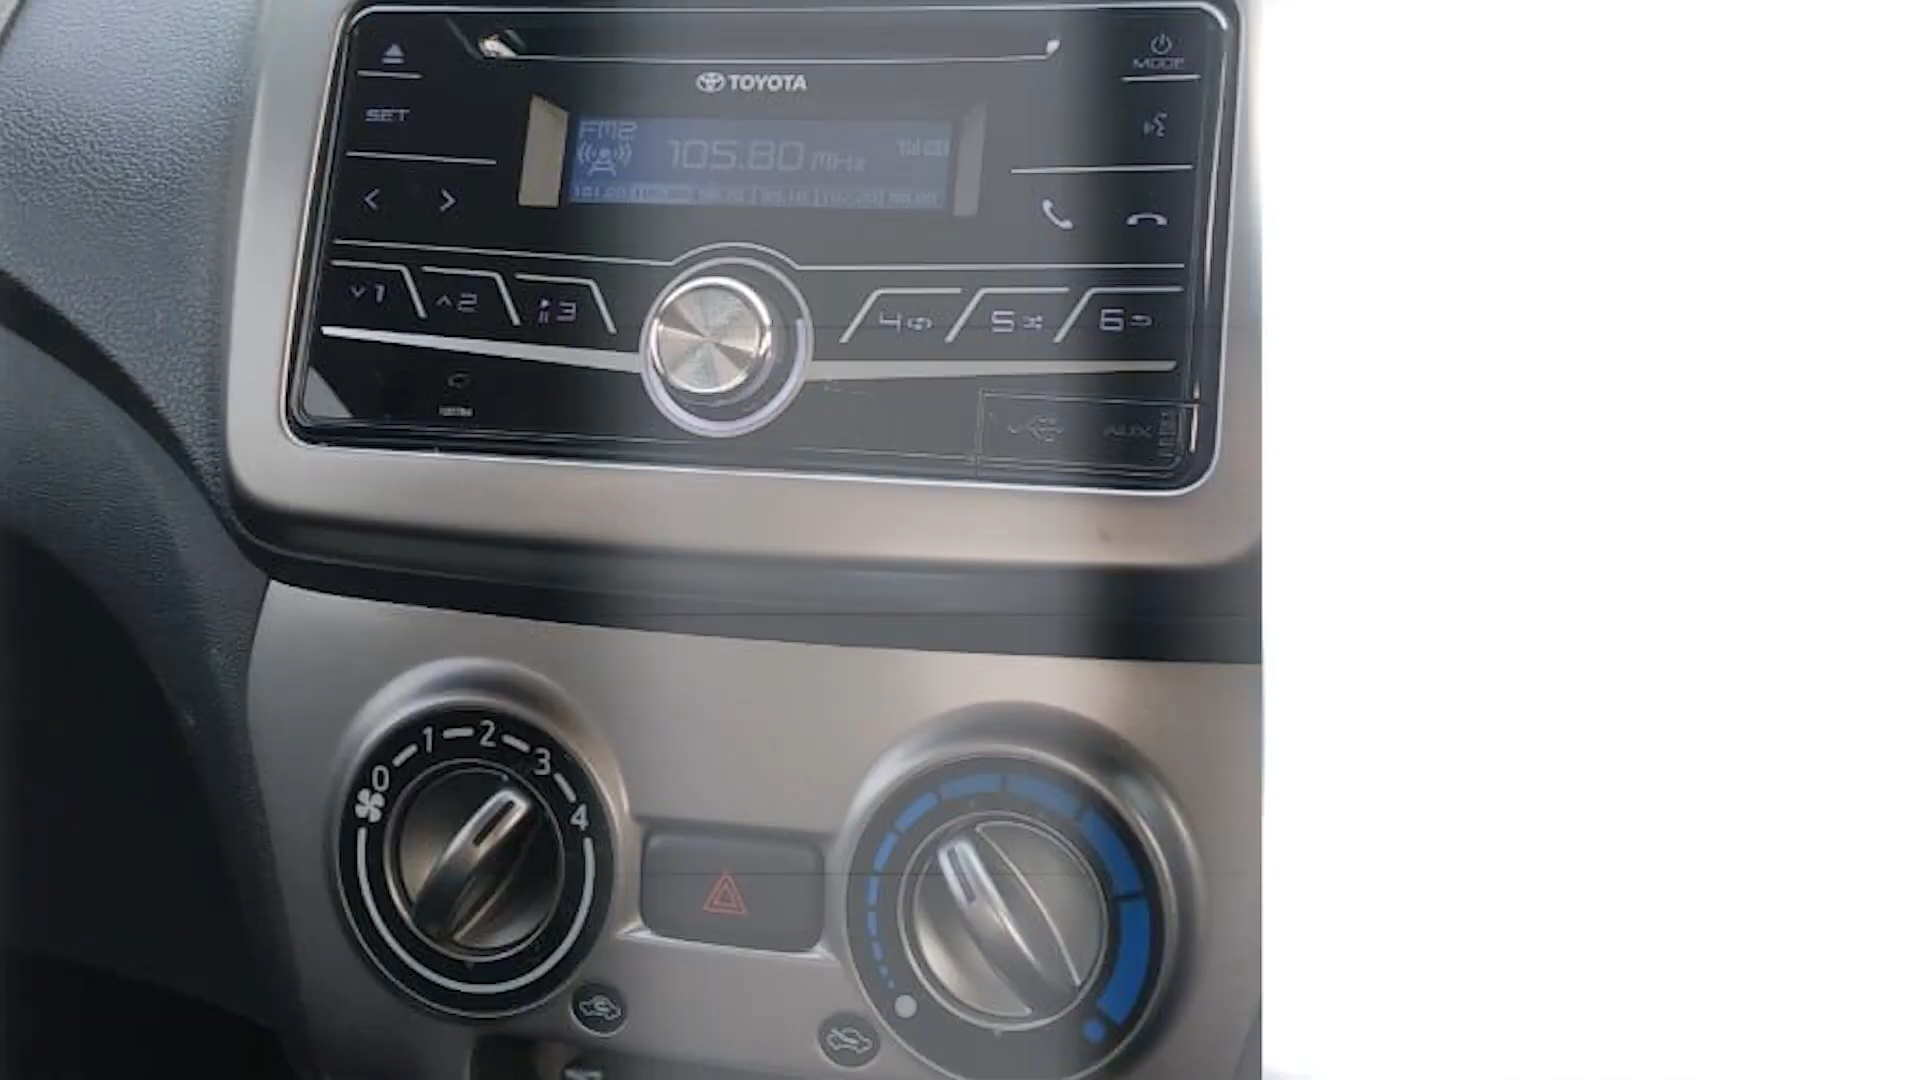 TOYOTA
MODE
SET
FM2
105.80 MHz
1
2
3
4
5
6
AUX
0 1 2 3 4